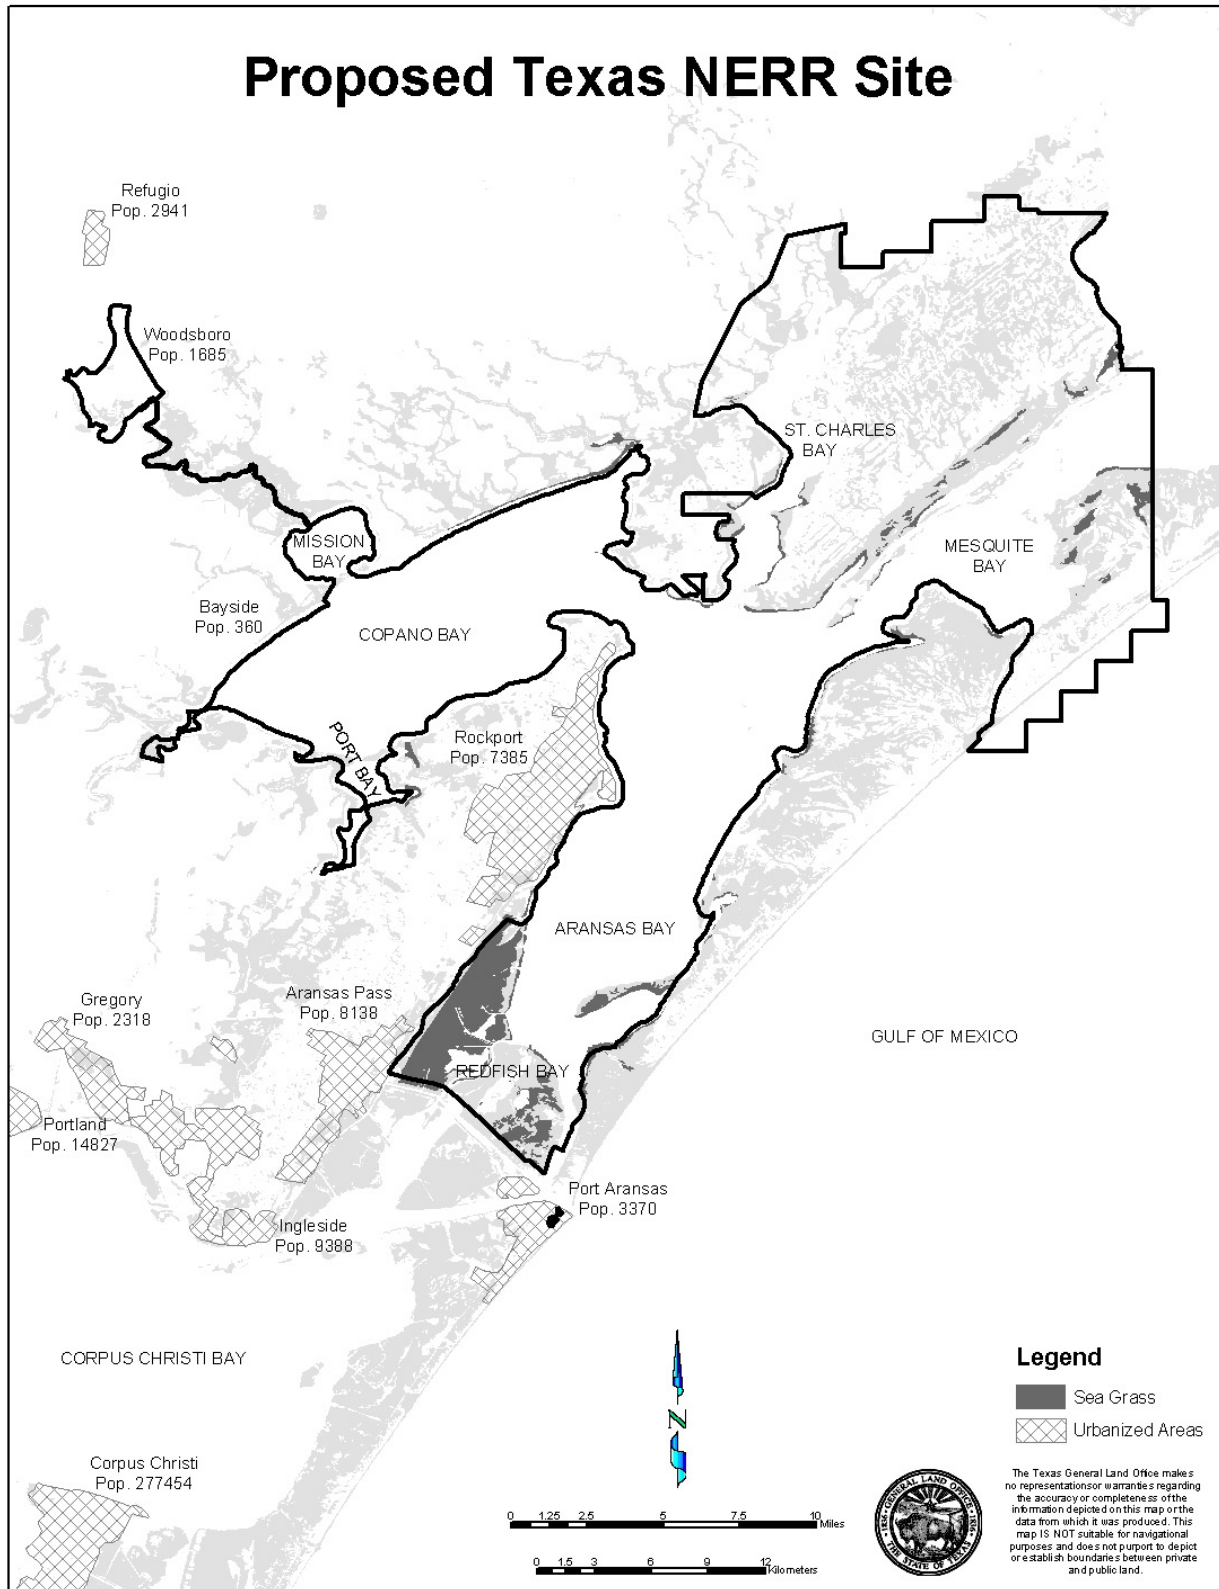 Proposed Texas NERR Site
Refugio
Pop. 2941
Woodsboro
Pop. 1685
ST. CHARLES
BAY
MISSION
BAY
MESQUITE
BAY
Bayside
Pop. 360
COPANO BAY
PORT BAY
Rockport
Pop. 7385
ARANSAS BAY
Aransas Pass
Pop. 8138
Gregory
Pop. 2318
GULF OF MEXICO
REDFISH BAY
Portland
Pop. 14827
Port Aransas
Pop. 3370
Ingleside
Pop. 9388
CORPUS CHRISTI BAY
Corpus Christi
Pop. 277454
N
Legend
Sea Grass
Urbanized Areas
0 1.25 2.5 5 7.5 10
Miles
0 1.5 3 6 9 12
Kilometers
GENERAL LAND OFFICE
1836 1836
THE STATE OF TEXAS
The Texas General Land Office makes
no representations or warranties regarding
the accuracy or completeness of the
information depicted on this map or the
data from which it was produced. This
map IS NOT suitable for navigational
purposes and does not purport to depict
or establish boundaries between private
and public land.